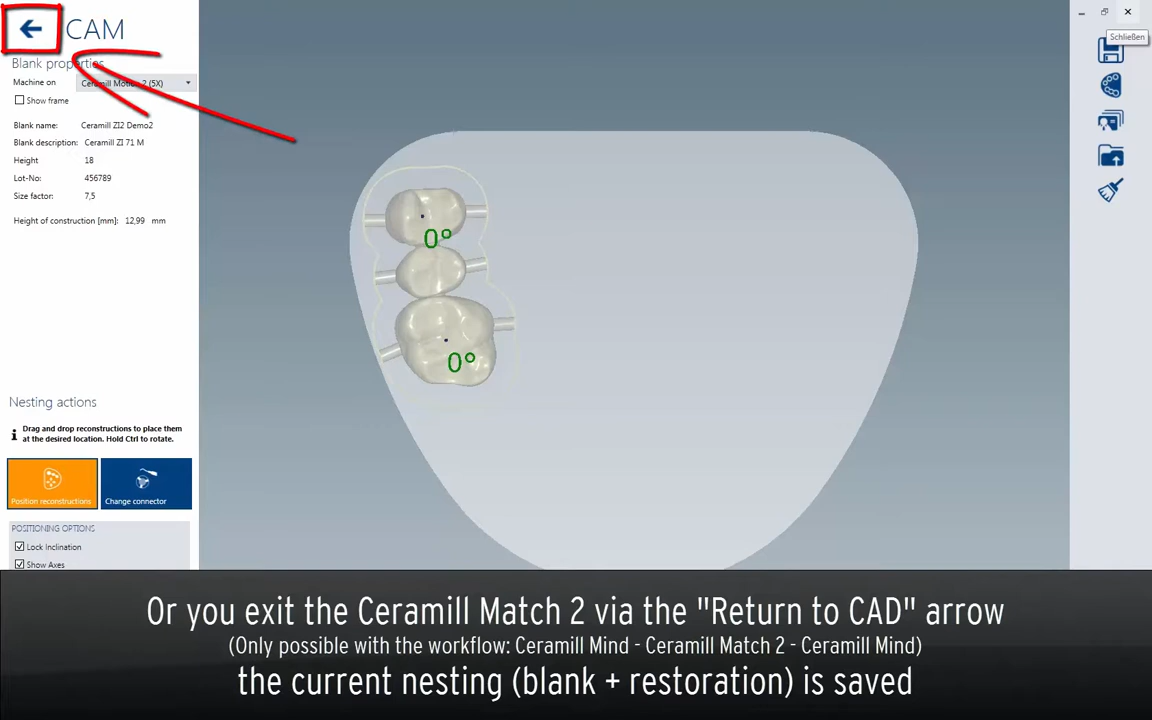 CAM
Schließen
Blank properties
Machine on Ceramill Motion 2 (5X)
Show frame
Blank name: Ceramill ZI2 Demo2
Blank description: Ceramill ZI 71 M
Height 18
Lot-No: 456789
Size factor: 7,5
Height of construction [mm]: 12,99 mm
0°
0°
Nesting actions
Drag and drop reconstructions to place them
at the desired location. Hold Ctrl to rotate.
Position reconstructions
Change connector
POSITIONING OPTIONS
Lock Inclination
Show Axes
Or you exit the Ceramill Match 2 via the "Return to CAD" arrow
(Only possible with the workflow: Ceramill Mind - Ceramill Match 2 - Ceramill Mind)
the current nesting (blank + restoration) is saved